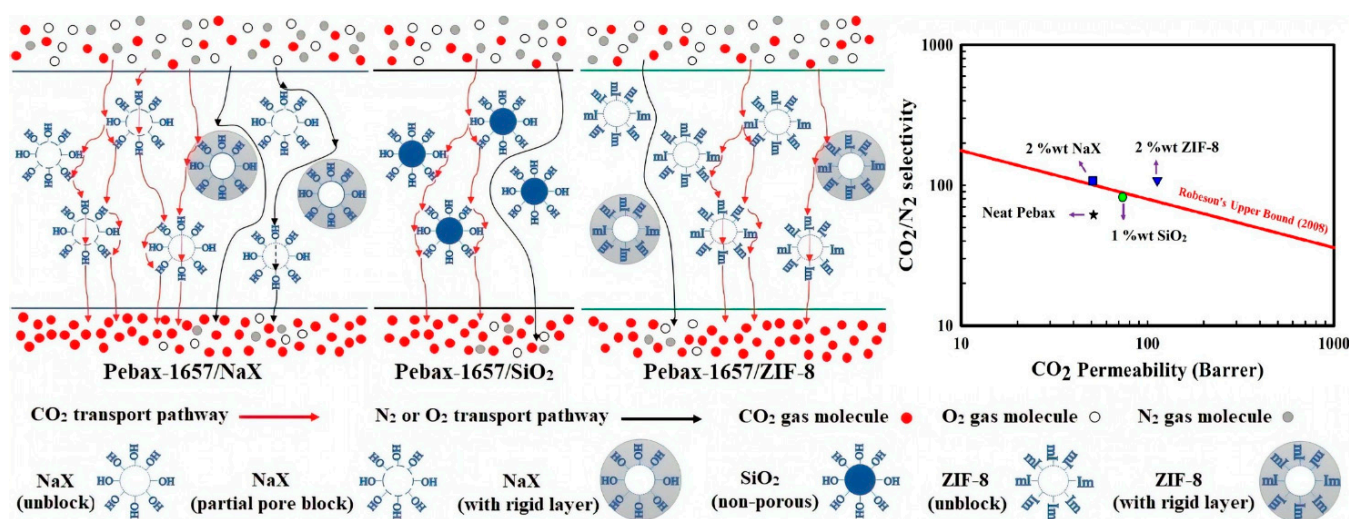 Pebax-1657/NaX
Pebax-1657/SiO₂
Pebax-1657/ZIF-8
1000
100
10
10
100
1000
CO₂/N₂ selectivity
CO₂ Permeability (Barrer)
2 %wt NaX
2 %wt ZIF-8
Neat Pebax
1 %wt SiO₂
Robeson's Upper Bound (2008)
CO₂ transport pathway
N₂ or O₂ transport pathway
CO₂ gas molecule
O₂ gas molecule
N₂ gas molecule
NaX
(unblock)
NaX
(partial pore block)
NaX
(with rigid layer)
SiO₂
(non-porous)
ZIF-8
(unblock)
ZIF-8
(with rigid layer)